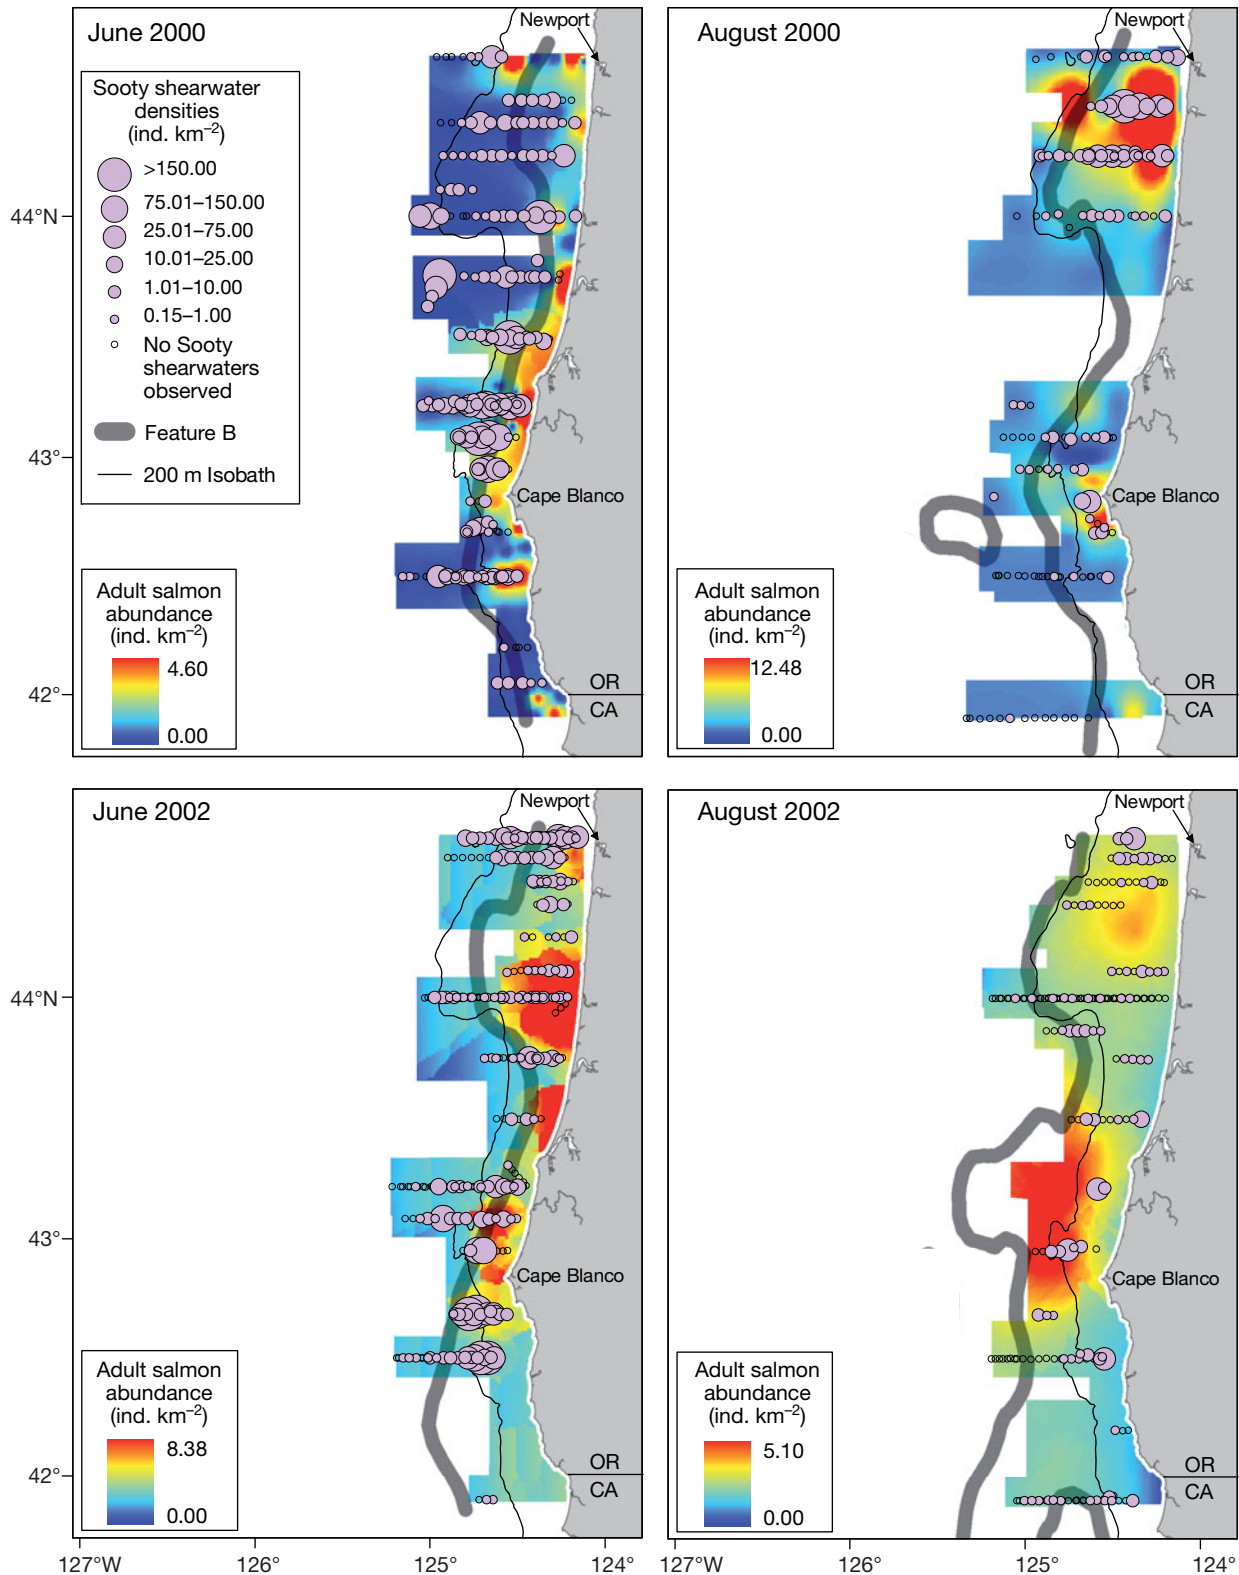 June 2000
Newport
Sooty shearwater
densities
(ind. km⁻²)
>150.00
75.01–150.00
25.01–75.00
10.01–25.00
1.01–10.00
0.15–1.00
No Sooty
shearwaters
observed
Feature B
200 m Isobath
44°N
43°
42°
Cape Blanco
Adult salmon
abundance
(ind. km⁻²)
4.60
0.00
OR
CA
August 2000
Newport
Cape Blanco
Adult salmon
abundance
(ind. km⁻²)
12.48
0.00
OR
CA
June 2002
Newport
44°N
43°
42°
Cape Blanco
Adult salmon
abundance
(ind. km⁻²)
8.38
0.00
OR
CA
127°W
126°
125°
124°
August 2002
Newport
Cape Blanco
Adult salmon
abundance
(ind. km⁻²)
5.10
0.00
OR
CA
127°W
126°
125°
124°